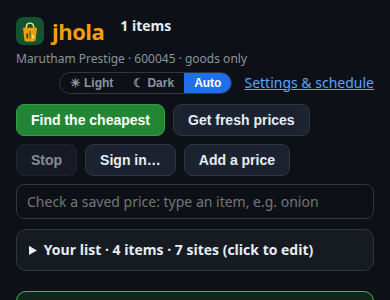 jhola 1 items
Marutham Prestige · 600045 · goods only
☀ Light ☾ Dark Auto Settings & schedule
Find the cheapest Get fresh prices
Stop Sign in… Add a price
Check a saved price: type an item, e.g. onion
▶ Your list · 4 items · 7 sites (click to edit)